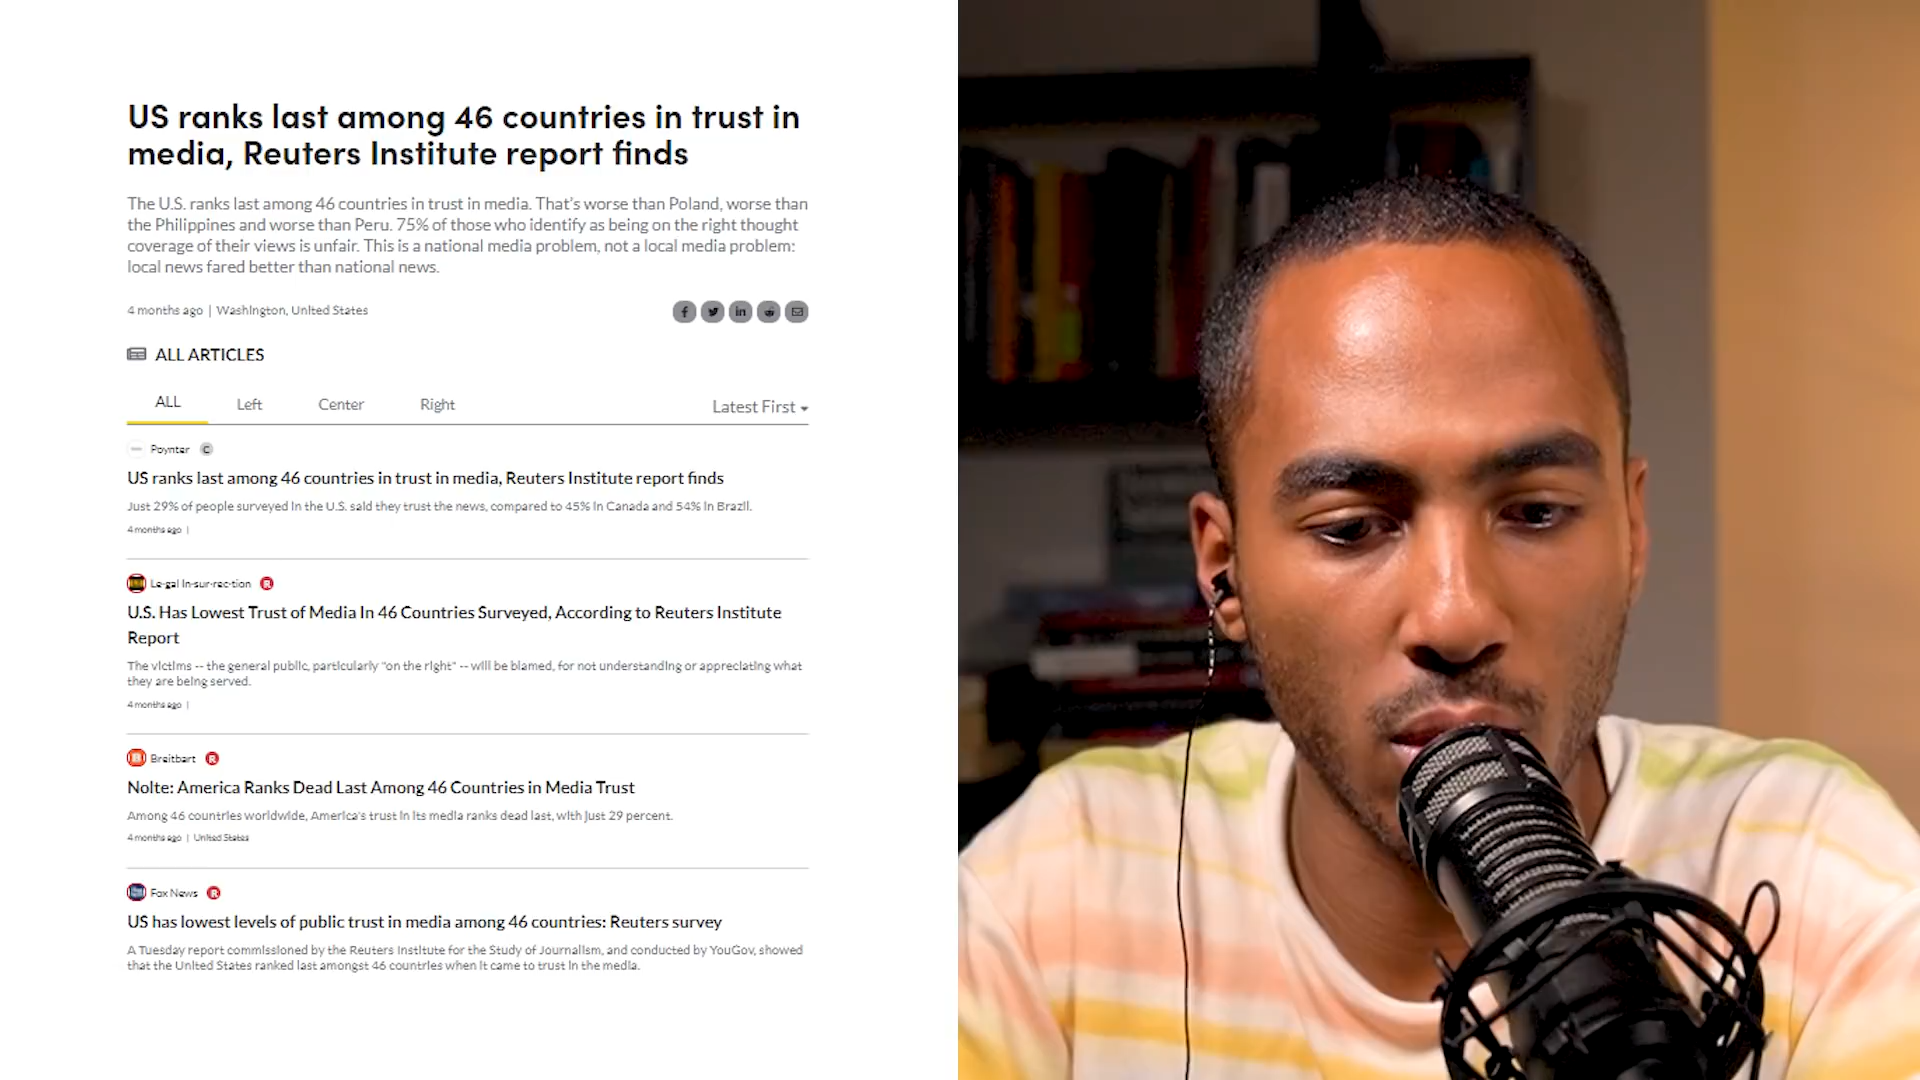 US ranks last among 46 countries in trust in
media, Reuters Institute report finds
The U.S. ranks last among 46 countries in trust in media. That's worse than Poland, worse than
the Philippines and worse than Peru. 75% of those who identify as being on the right thought
coverage of their views is unfair. This is a national media problem, not a local media problem:
local news fared better than national news.
4 months ago | Washington, United States
ALL ARTICLES
ALL Left Center Right Latest First
Poynter C
US ranks last among 46 countries in trust in media, Reuters Institute report finds
Just 29% of people surveyed in the U.S. said they trust the news, compared to 45% in Canada and 54% in Brazil.
4 months ago |
Le·gal In·sur·rec·tion R
U.S. Has Lowest Trust of Media In 46 Countries Surveyed, According to Reuters Institute
Report
The victims -- the general public, particularly "on the right" -- will be blamed, for not understanding or appreciating what
they are being served.
4 months ago |
B Breitbart R
Nolte: America Ranks Dead Last Among 46 Countries in Media Trust
Among 46 countries worldwide, America's trust in its media ranks dead last, with just 29 percent.
4 months ago | United States
Fox News R
US has lowest levels of public trust in media among 46 countries: Reuters survey
A Tuesday report commissioned by the Reuters Institute for the Study of Journalism, and conducted by YouGov, showed
that the United States ranked last amongst 46 countries when it came to trust in the media.